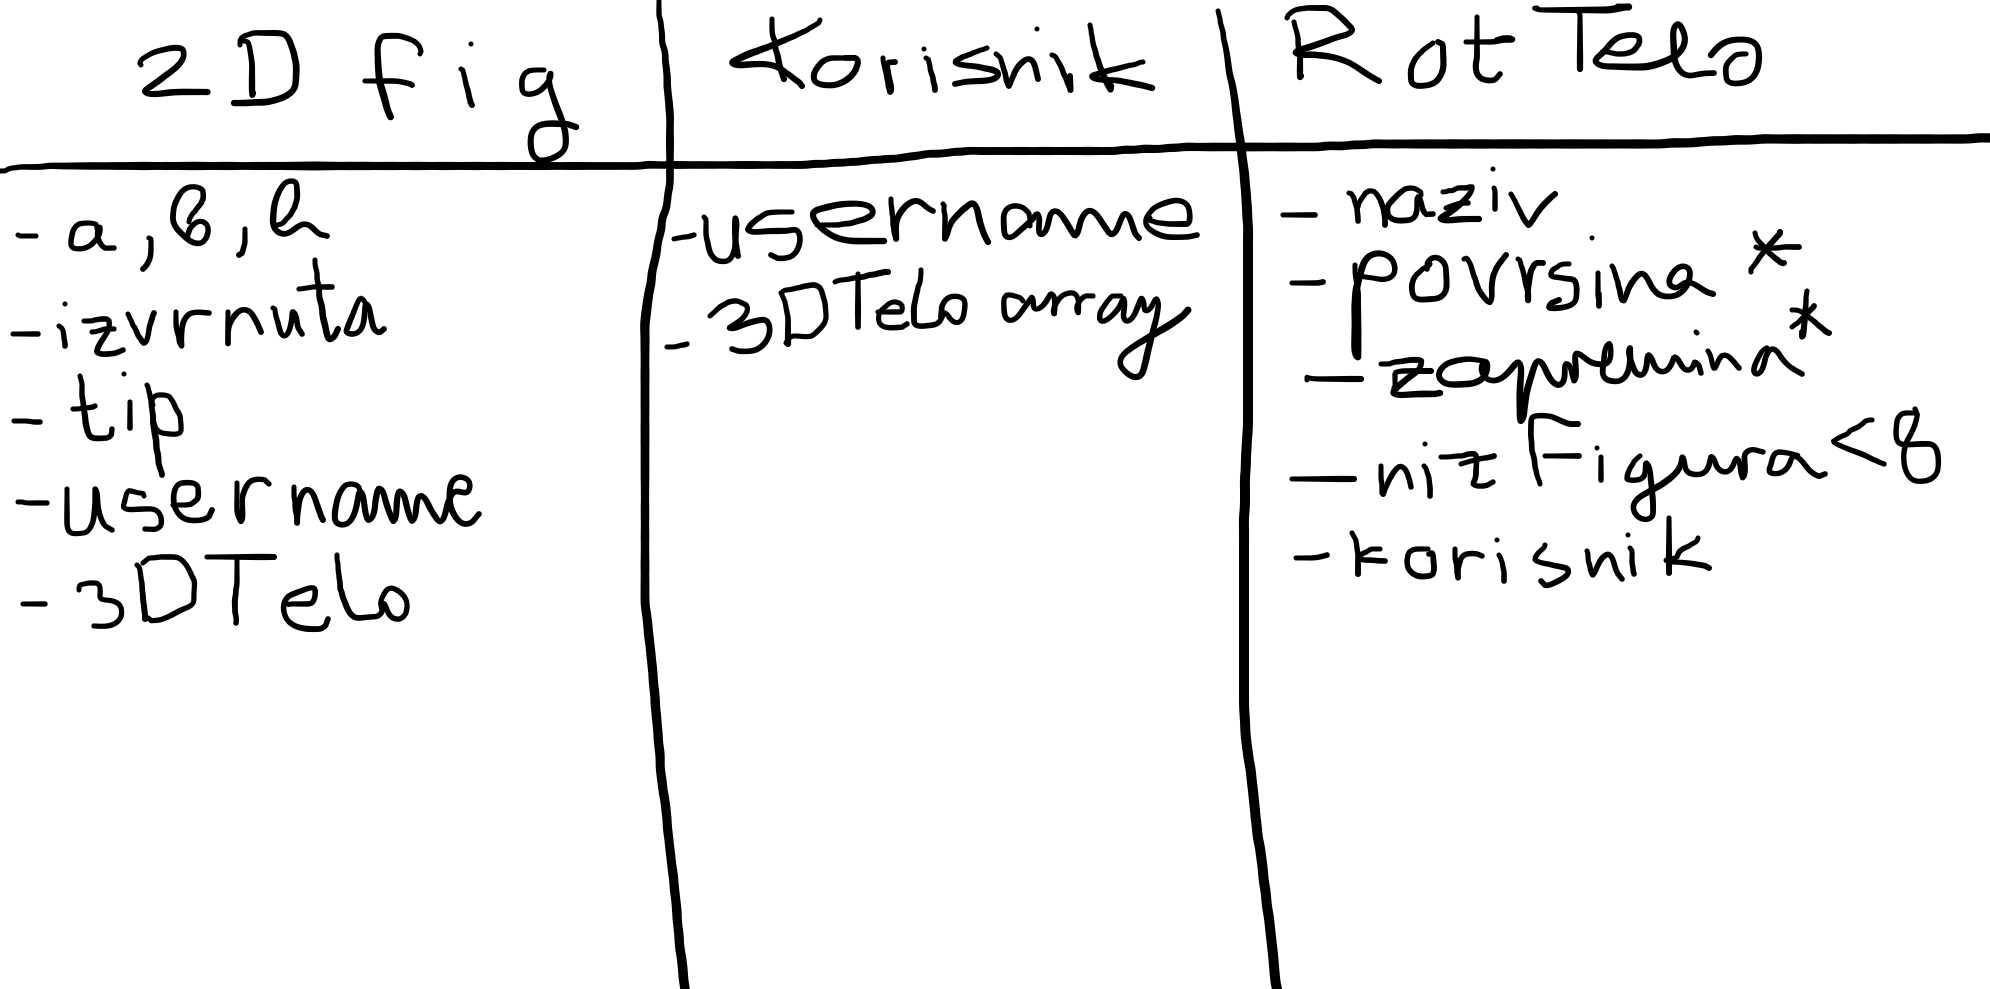 2D fig
- a, b, h
- izvrnuta
- tip
- username
- 3DTelo
Korisnik
- username
- 3DTelo array
RotTelo
- naziv
- povrsina *
- zapremina *
- niz Figura < 8
- korisnik